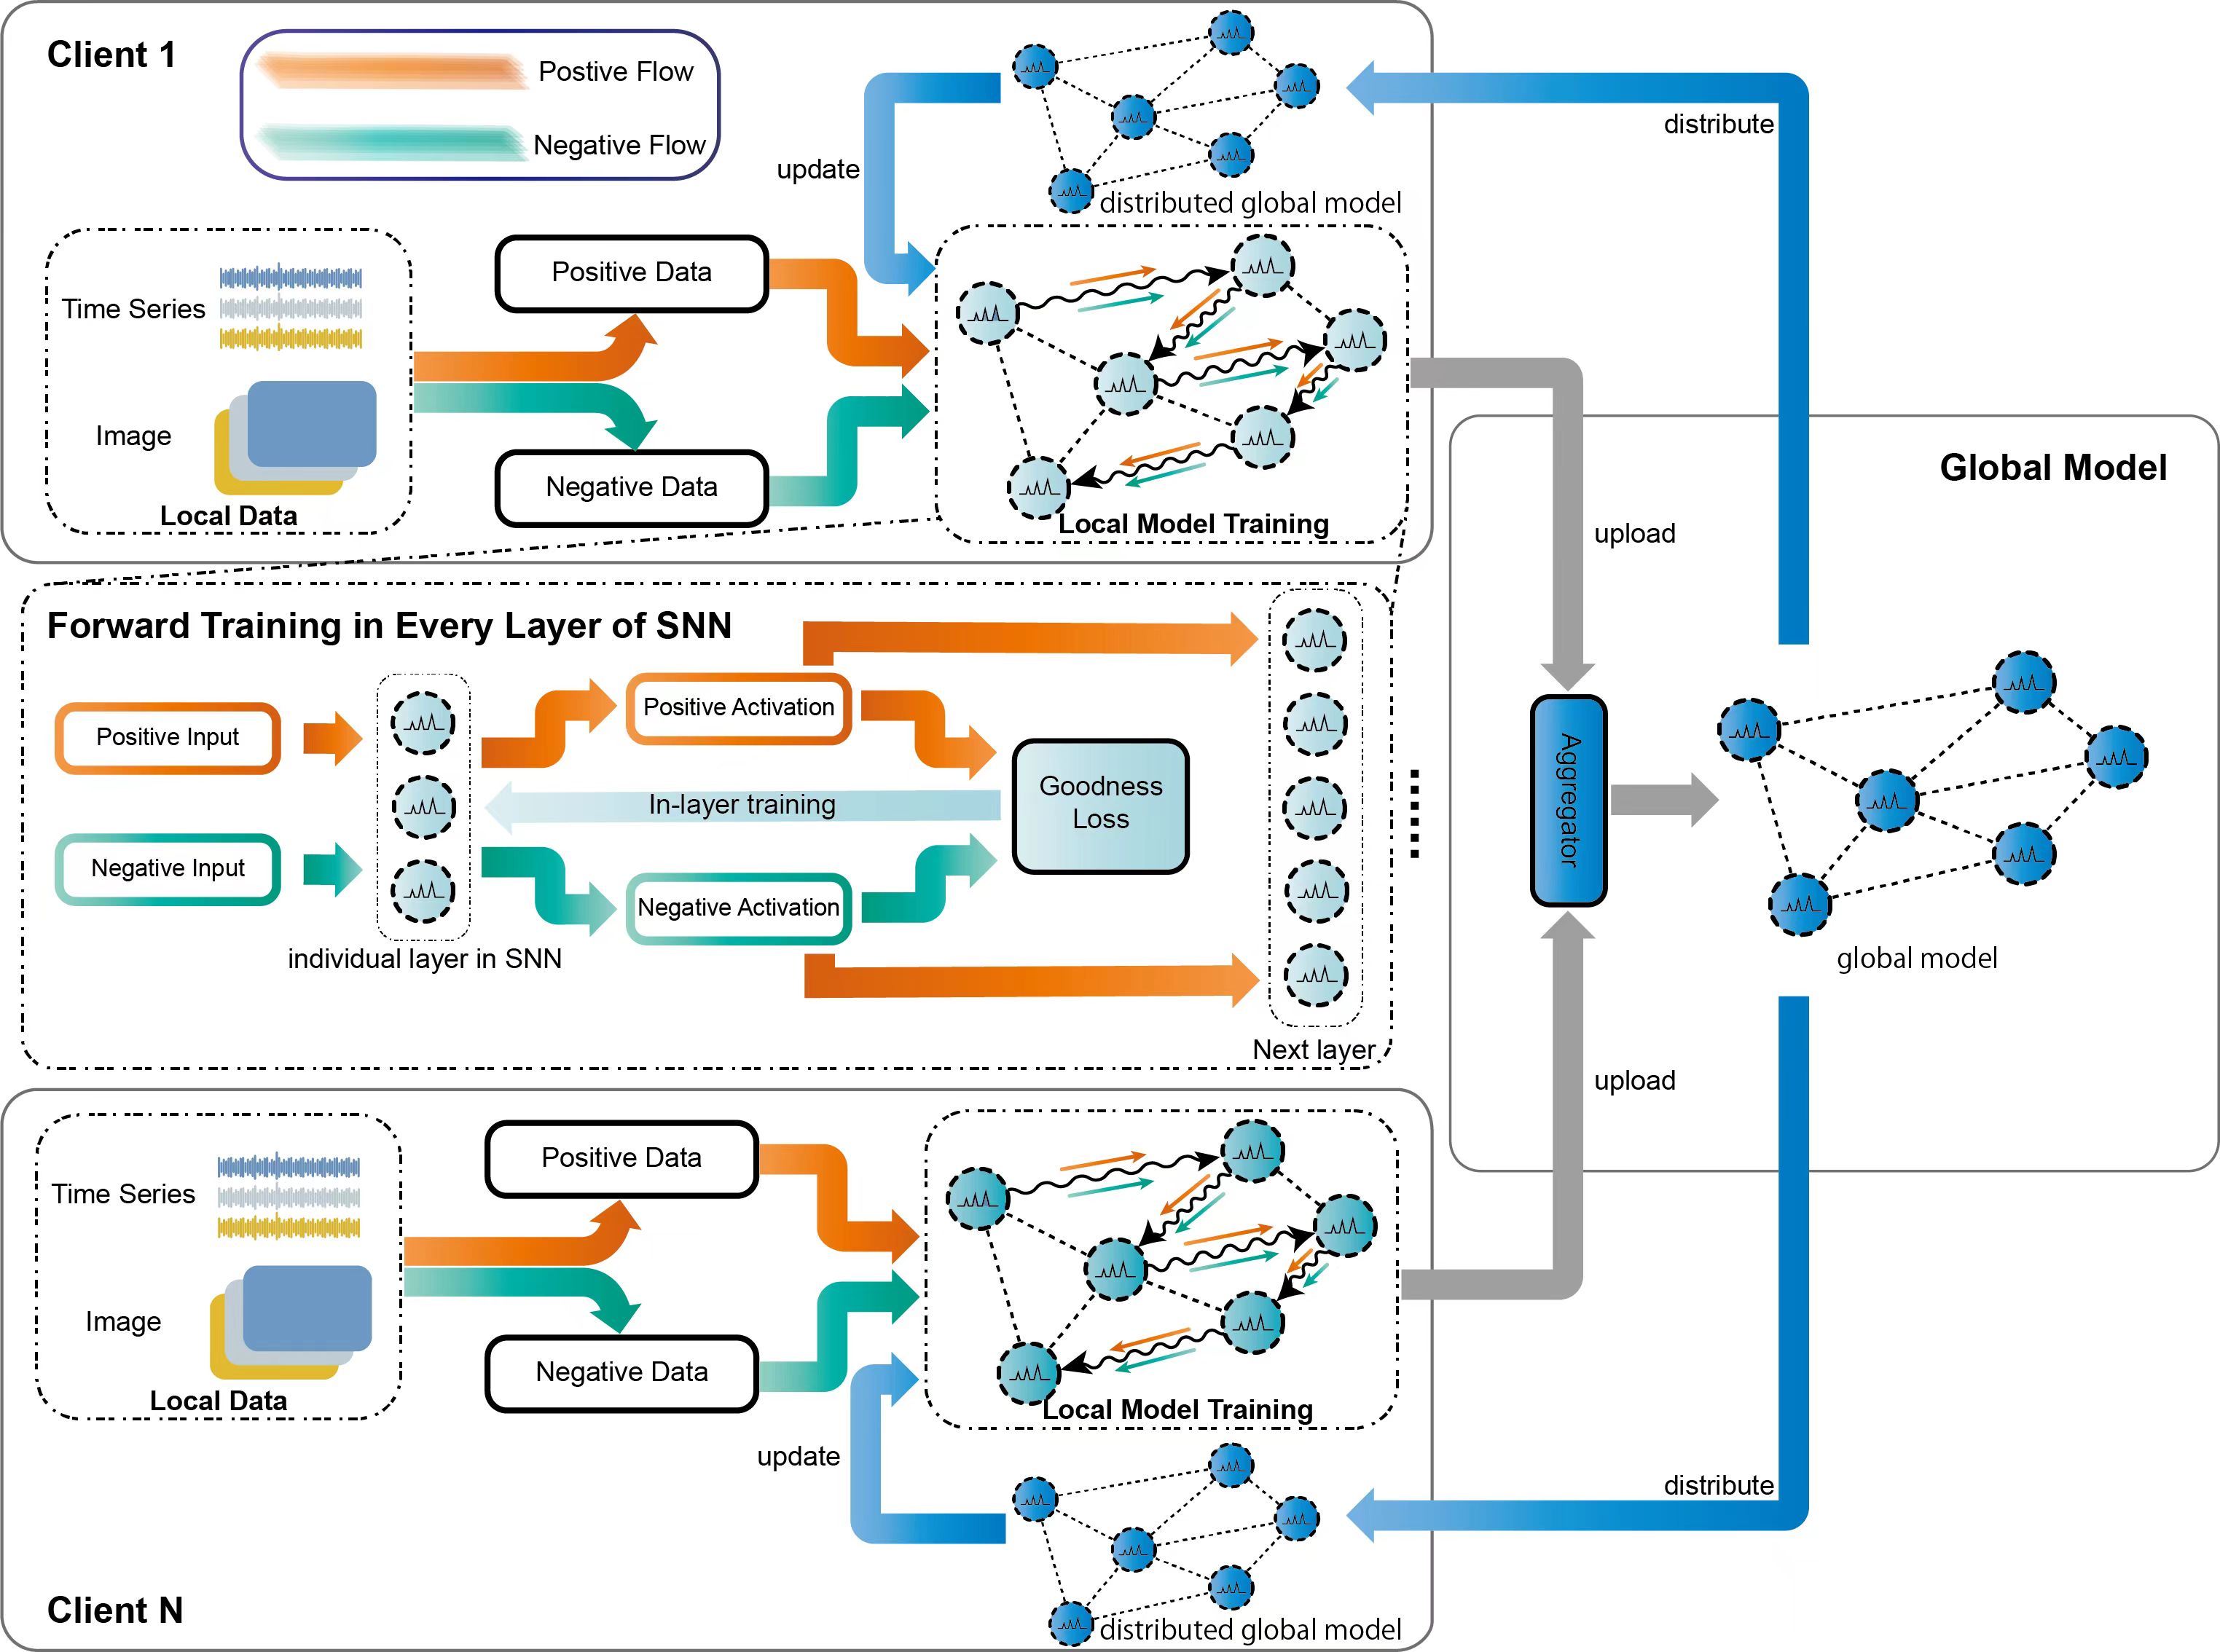 Client 1
Postive Flow
Negative Flow
update
distribute
distributed global model
Time Series
Image
Local Data
Positive Data
Negative Data
Local Model Training
upload
Global Model
Forward Training in Every Layer of SNN
Positive Input
Negative Input
individual layer in SNN
Positive Activation
In-layer training
Negative Activation
Goodness
Loss
Next layer
Aggregator
global model
upload
Time Series
Image
Local Data
Positive Data
Negative Data
Local Model Training
update
distribute
distributed global model
Client N